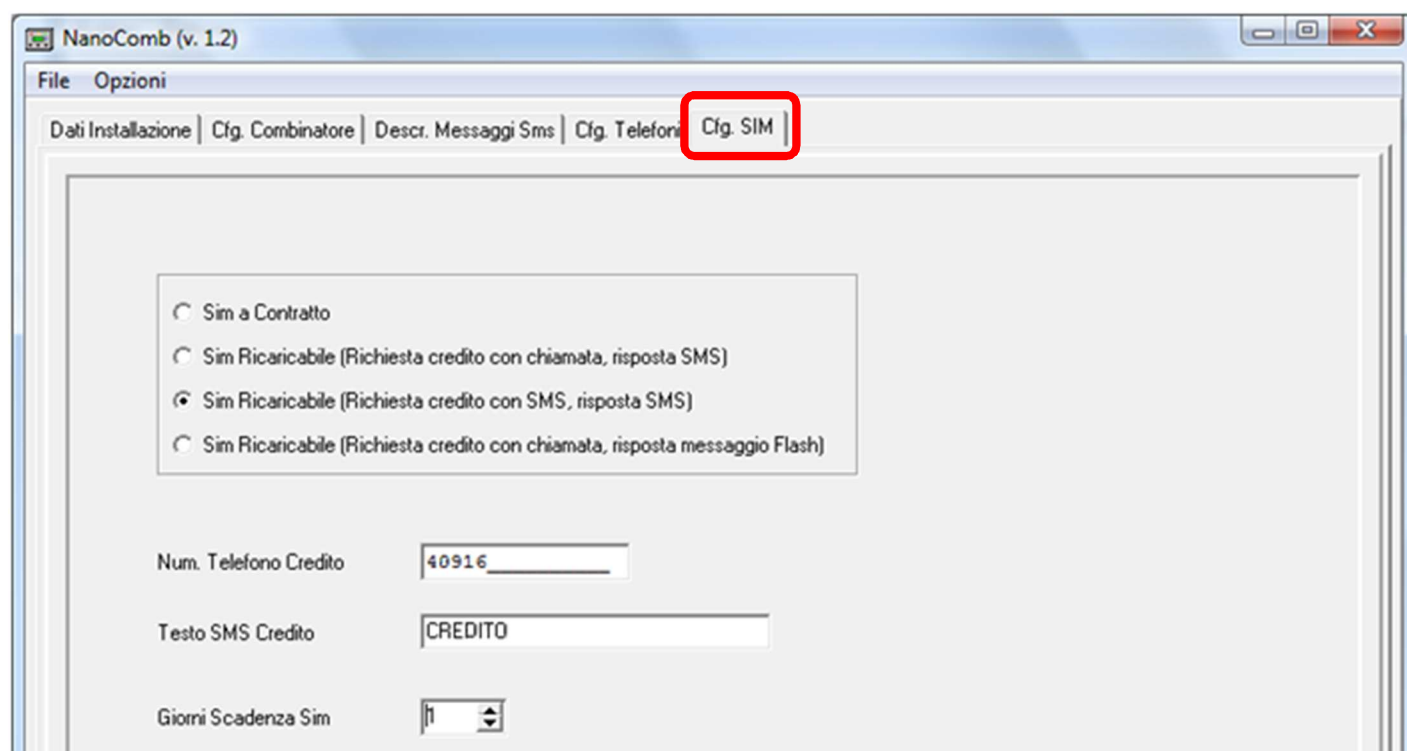 NanoComb (v. 1.2)
File Opzioni
Dati Installazione Cfg. Combinatore Descr. Messaggi Sms Cfg. Telefoni Cfg. SIM
Sim a Contratto
Sim Ricaricabile (Richiesta credito con chiamata, risposta SMS)
Sim Ricaricabile (Richiesta credito con SMS, risposta SMS)
Sim Ricaricabile (Richiesta credito con chiamata, risposta messaggio Flash)
Num. Telefono Credito 40916__________
Testo SMS Credito CREDITO
Giorni Scadenza Sim 1